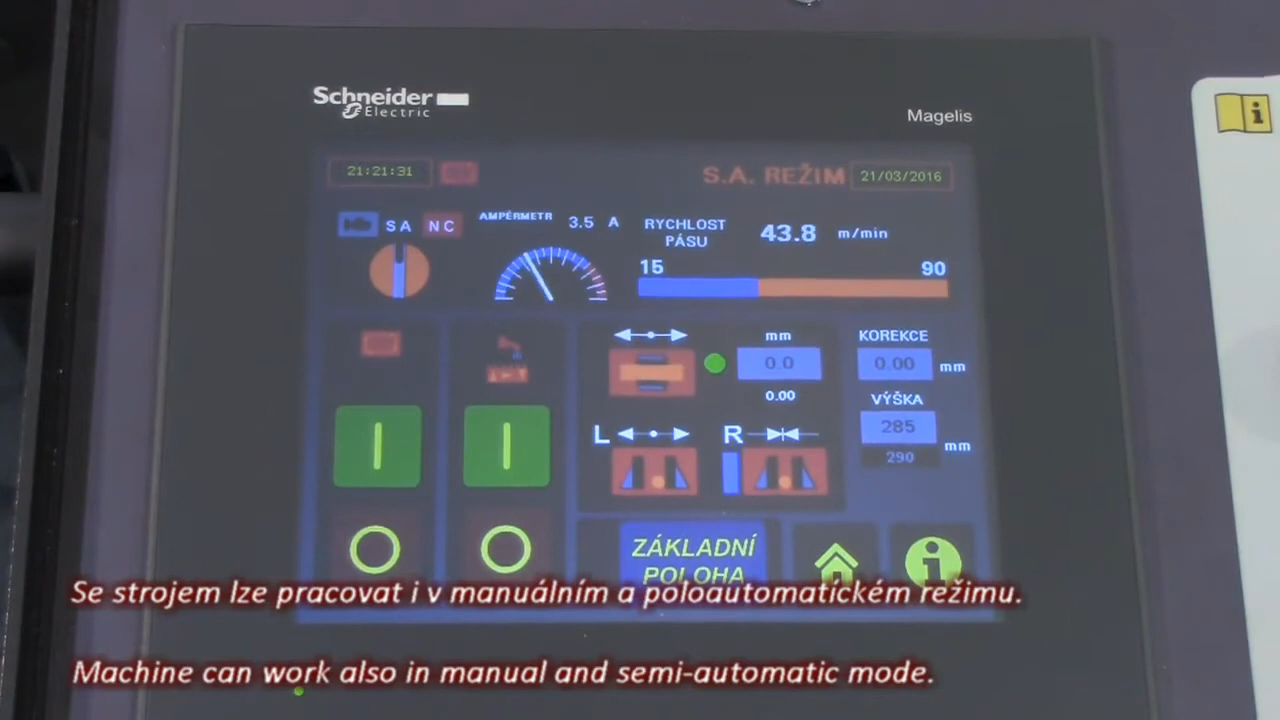 Schneider
Electric
Magelis
21:21:31
S.A. REŽIM
21/03/2016
SA
NC
AMPÉRMETR
3.5 A
RYCHLOST
PÁSU
43.8 m/min
15
90
mm
0.0
0.00
KOREKCE
0.00 mm
VÝŠKA
285
mm
290
L
R
ZÁKLADNÍ
POLOHA
Se strojem lze pracovat i v manuálním a poloautomatickém režimu.
Machine can work also in manual and semi-automatic mode.